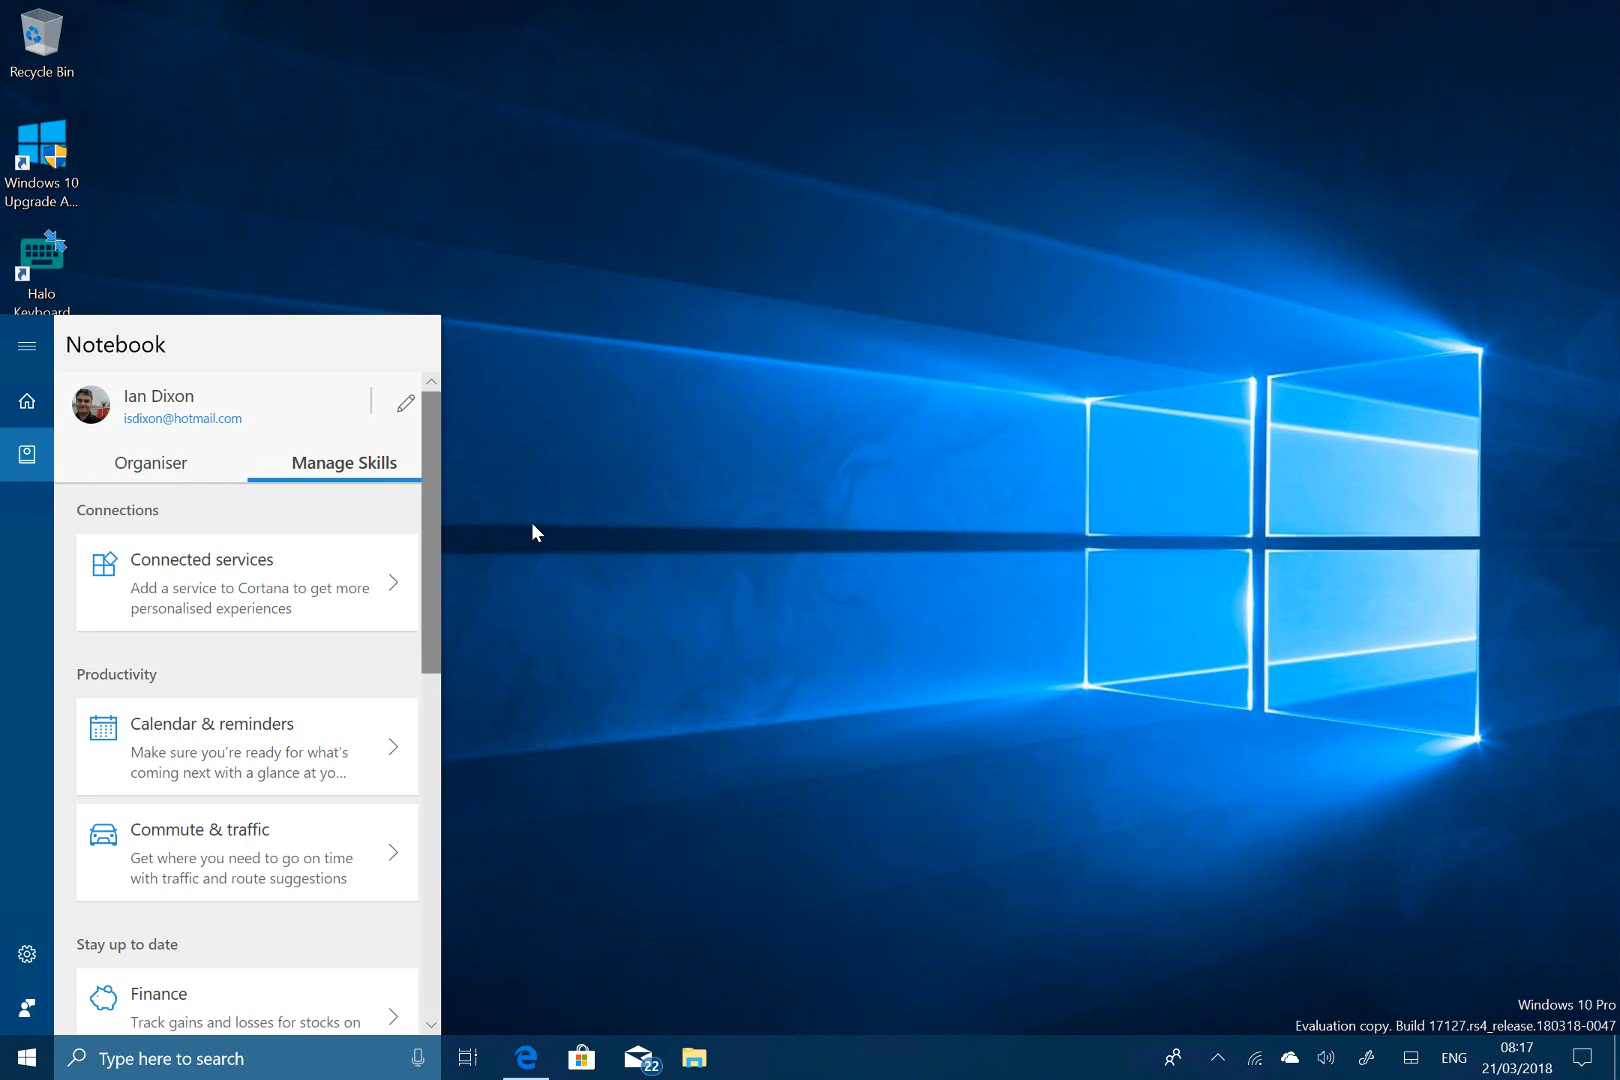 Recycle Bin
Windows 10
Upgrade A...
Halo
Keyboard
Notebook
Ian Dixon
isdixon@hotmail.com
Organiser
Manage Skills
Connections
Connected services
Add a service to Cortana to get more
personalised experiences
Productivity
Calendar & reminders
Make sure you're ready for what's
coming next with a glance at yo...
Commute & traffic
Get where you need to go on time
with traffic and route suggestions
Stay up to date
Finance
Track gains and losses for stocks on
Windows 10 Pro
Evaluation copy. Build 17127.rs4_release.180318-0047
Type here to search
22
ENG
08:17
21/03/2018